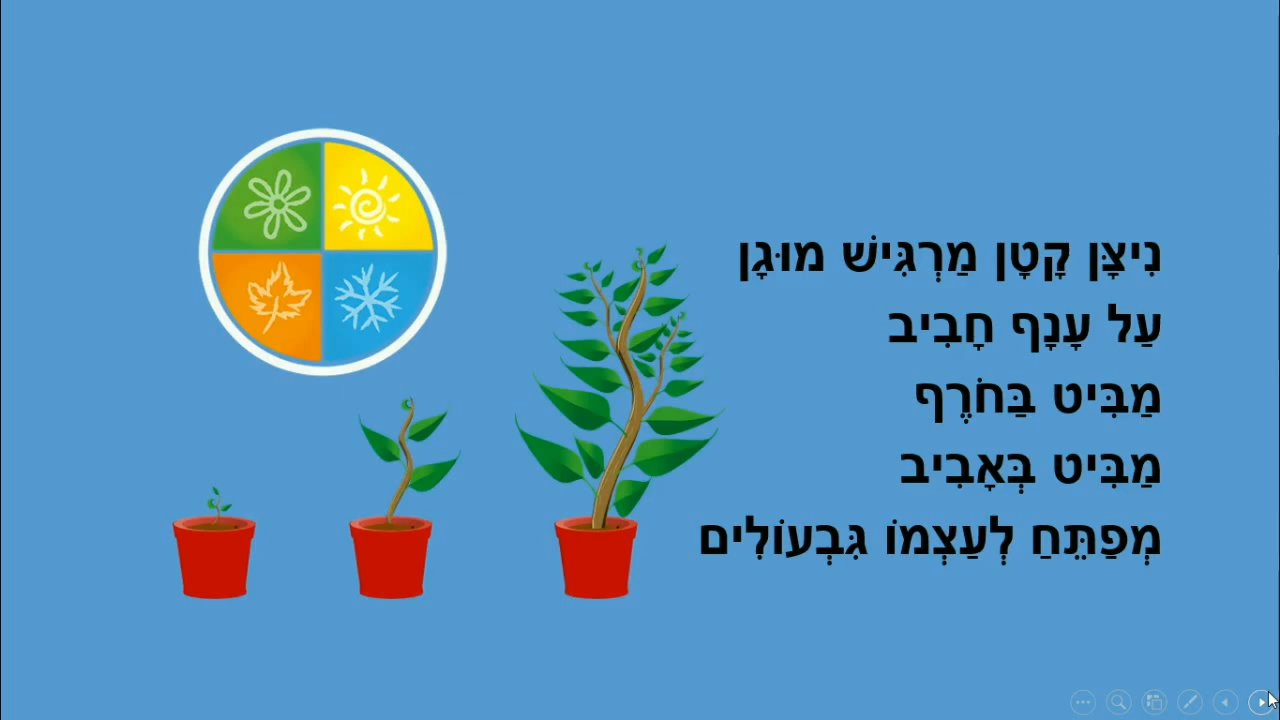 נִיצָּן קָטָן מַרְגִּישׁ מוּגָן
עַל עָנָף חָבִיב
מַבִּיט בַּחֹרֶף
מַבִּיט בְּאָבִיב
מְפַתֵּחַ לְעַצְמוֹ גִּבְעוֹלִים